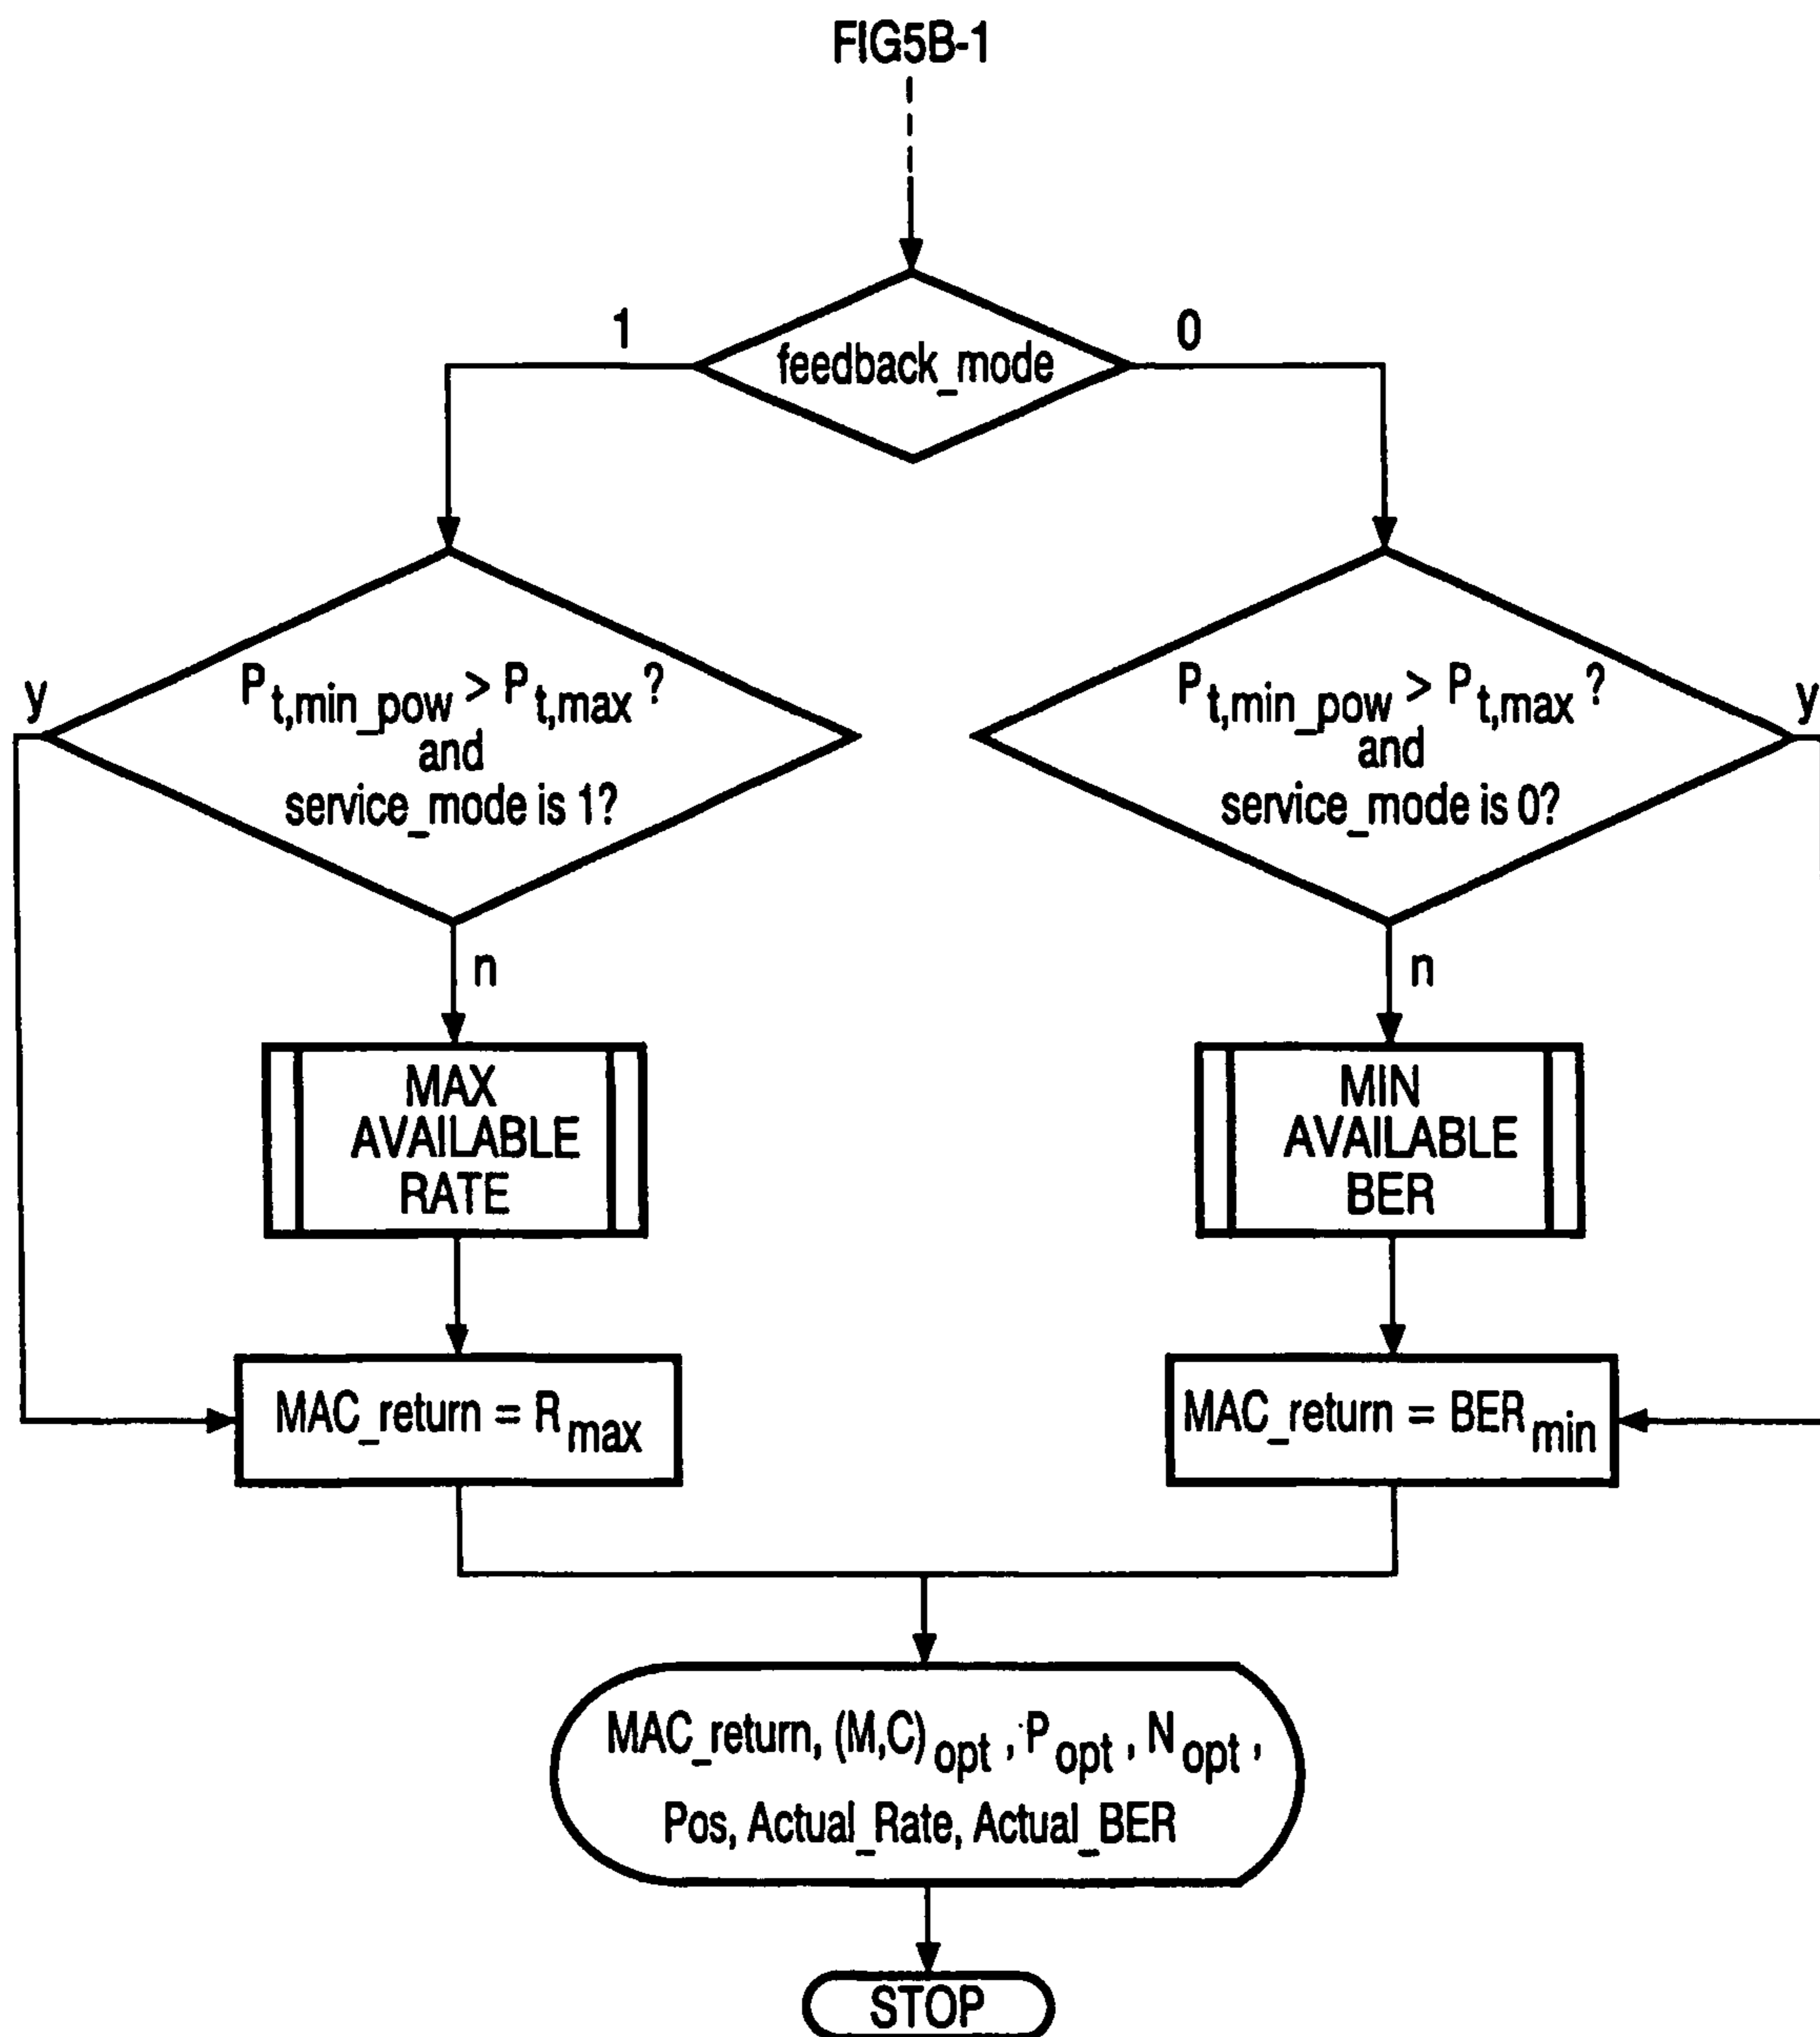 FIG5B-1
1
0
feedback_mode
y
P t,min_pow > P t,max ?
and
service_mode is 1?
P t,min_pow > P t,max ?
and
service_mode is 0?
y
n
n
MAX
AVAILABLE
RATE
MIN
AVAILABLE
BER
MAC_return = R max
MAC_return = BER min
MAC_return, (M,C) opt , P opt , N opt ,
Pos, Actual_Rate, Actual_BER
STOP